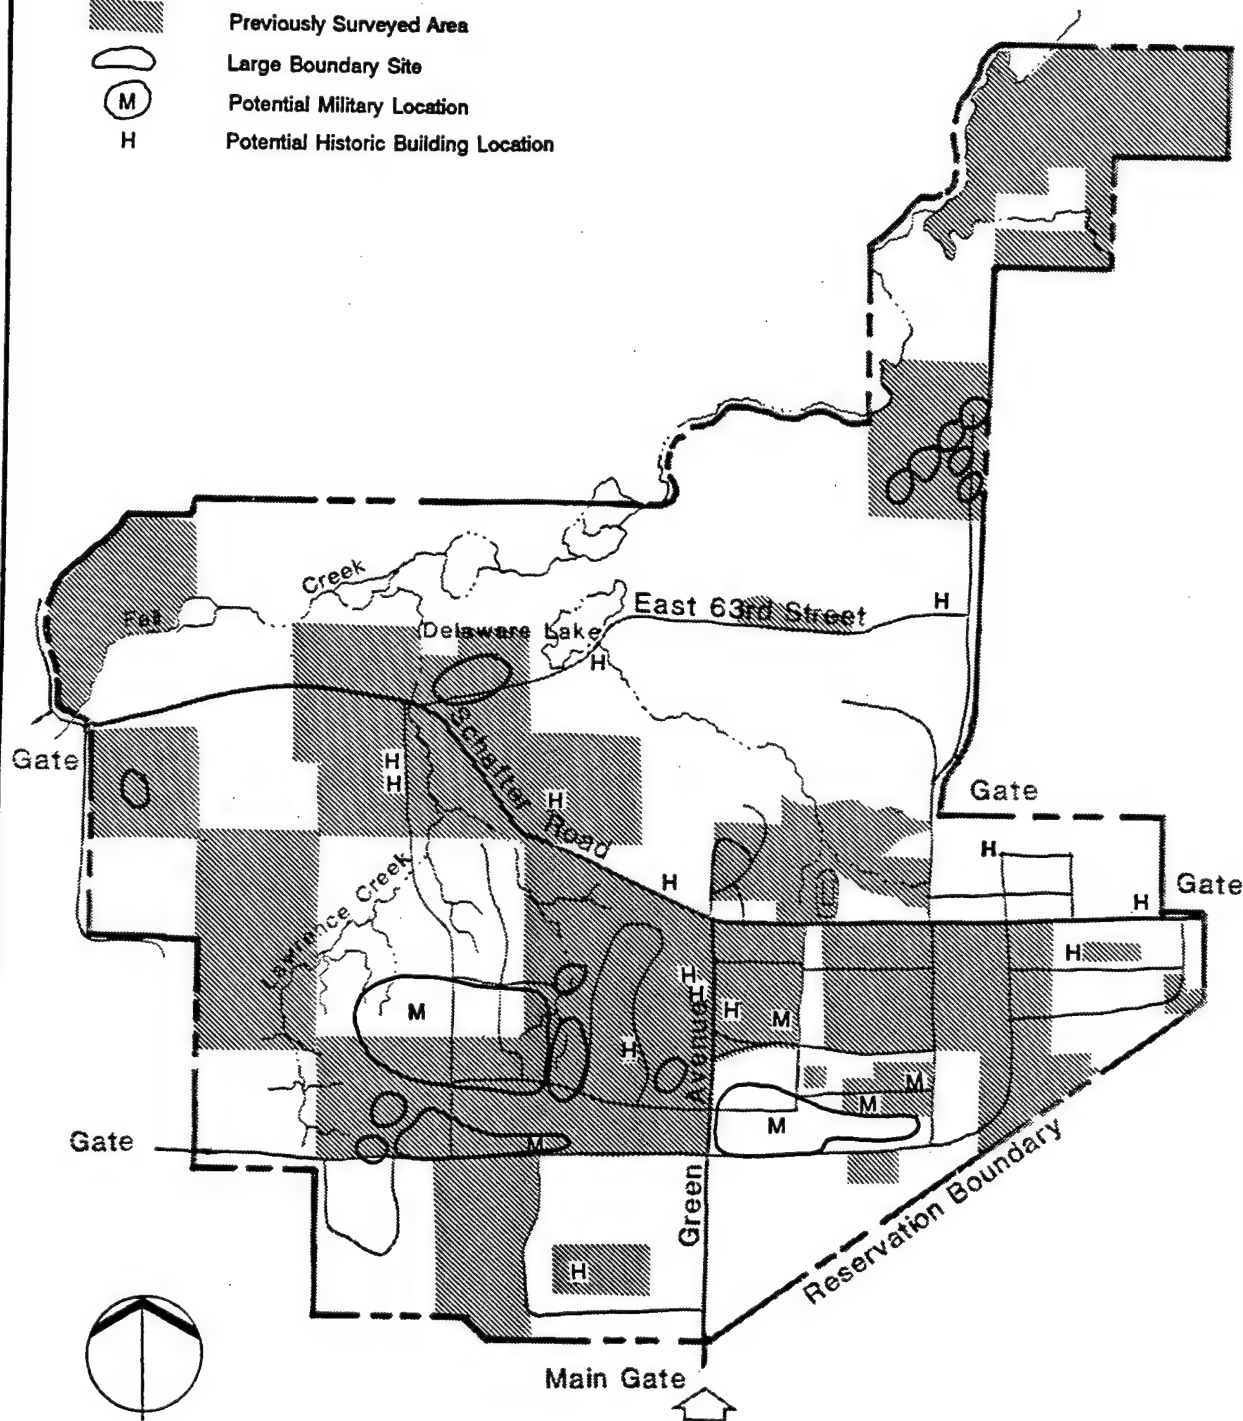 Previously Surveyed Area
Large Boundary Site
M Potential Military Location
H Potential Historic Building Location
Creek
Fall
East 63rd Street
H
Delaware Lake
H
Schafter Road
Gate
H
H
H
Gate
H
H
Gate
H
Lawrence Creek
H
H
H
H
M
M
H
Avenue
M
M
M
M
Gate
Green
Reservation Boundary
H
Main Gate